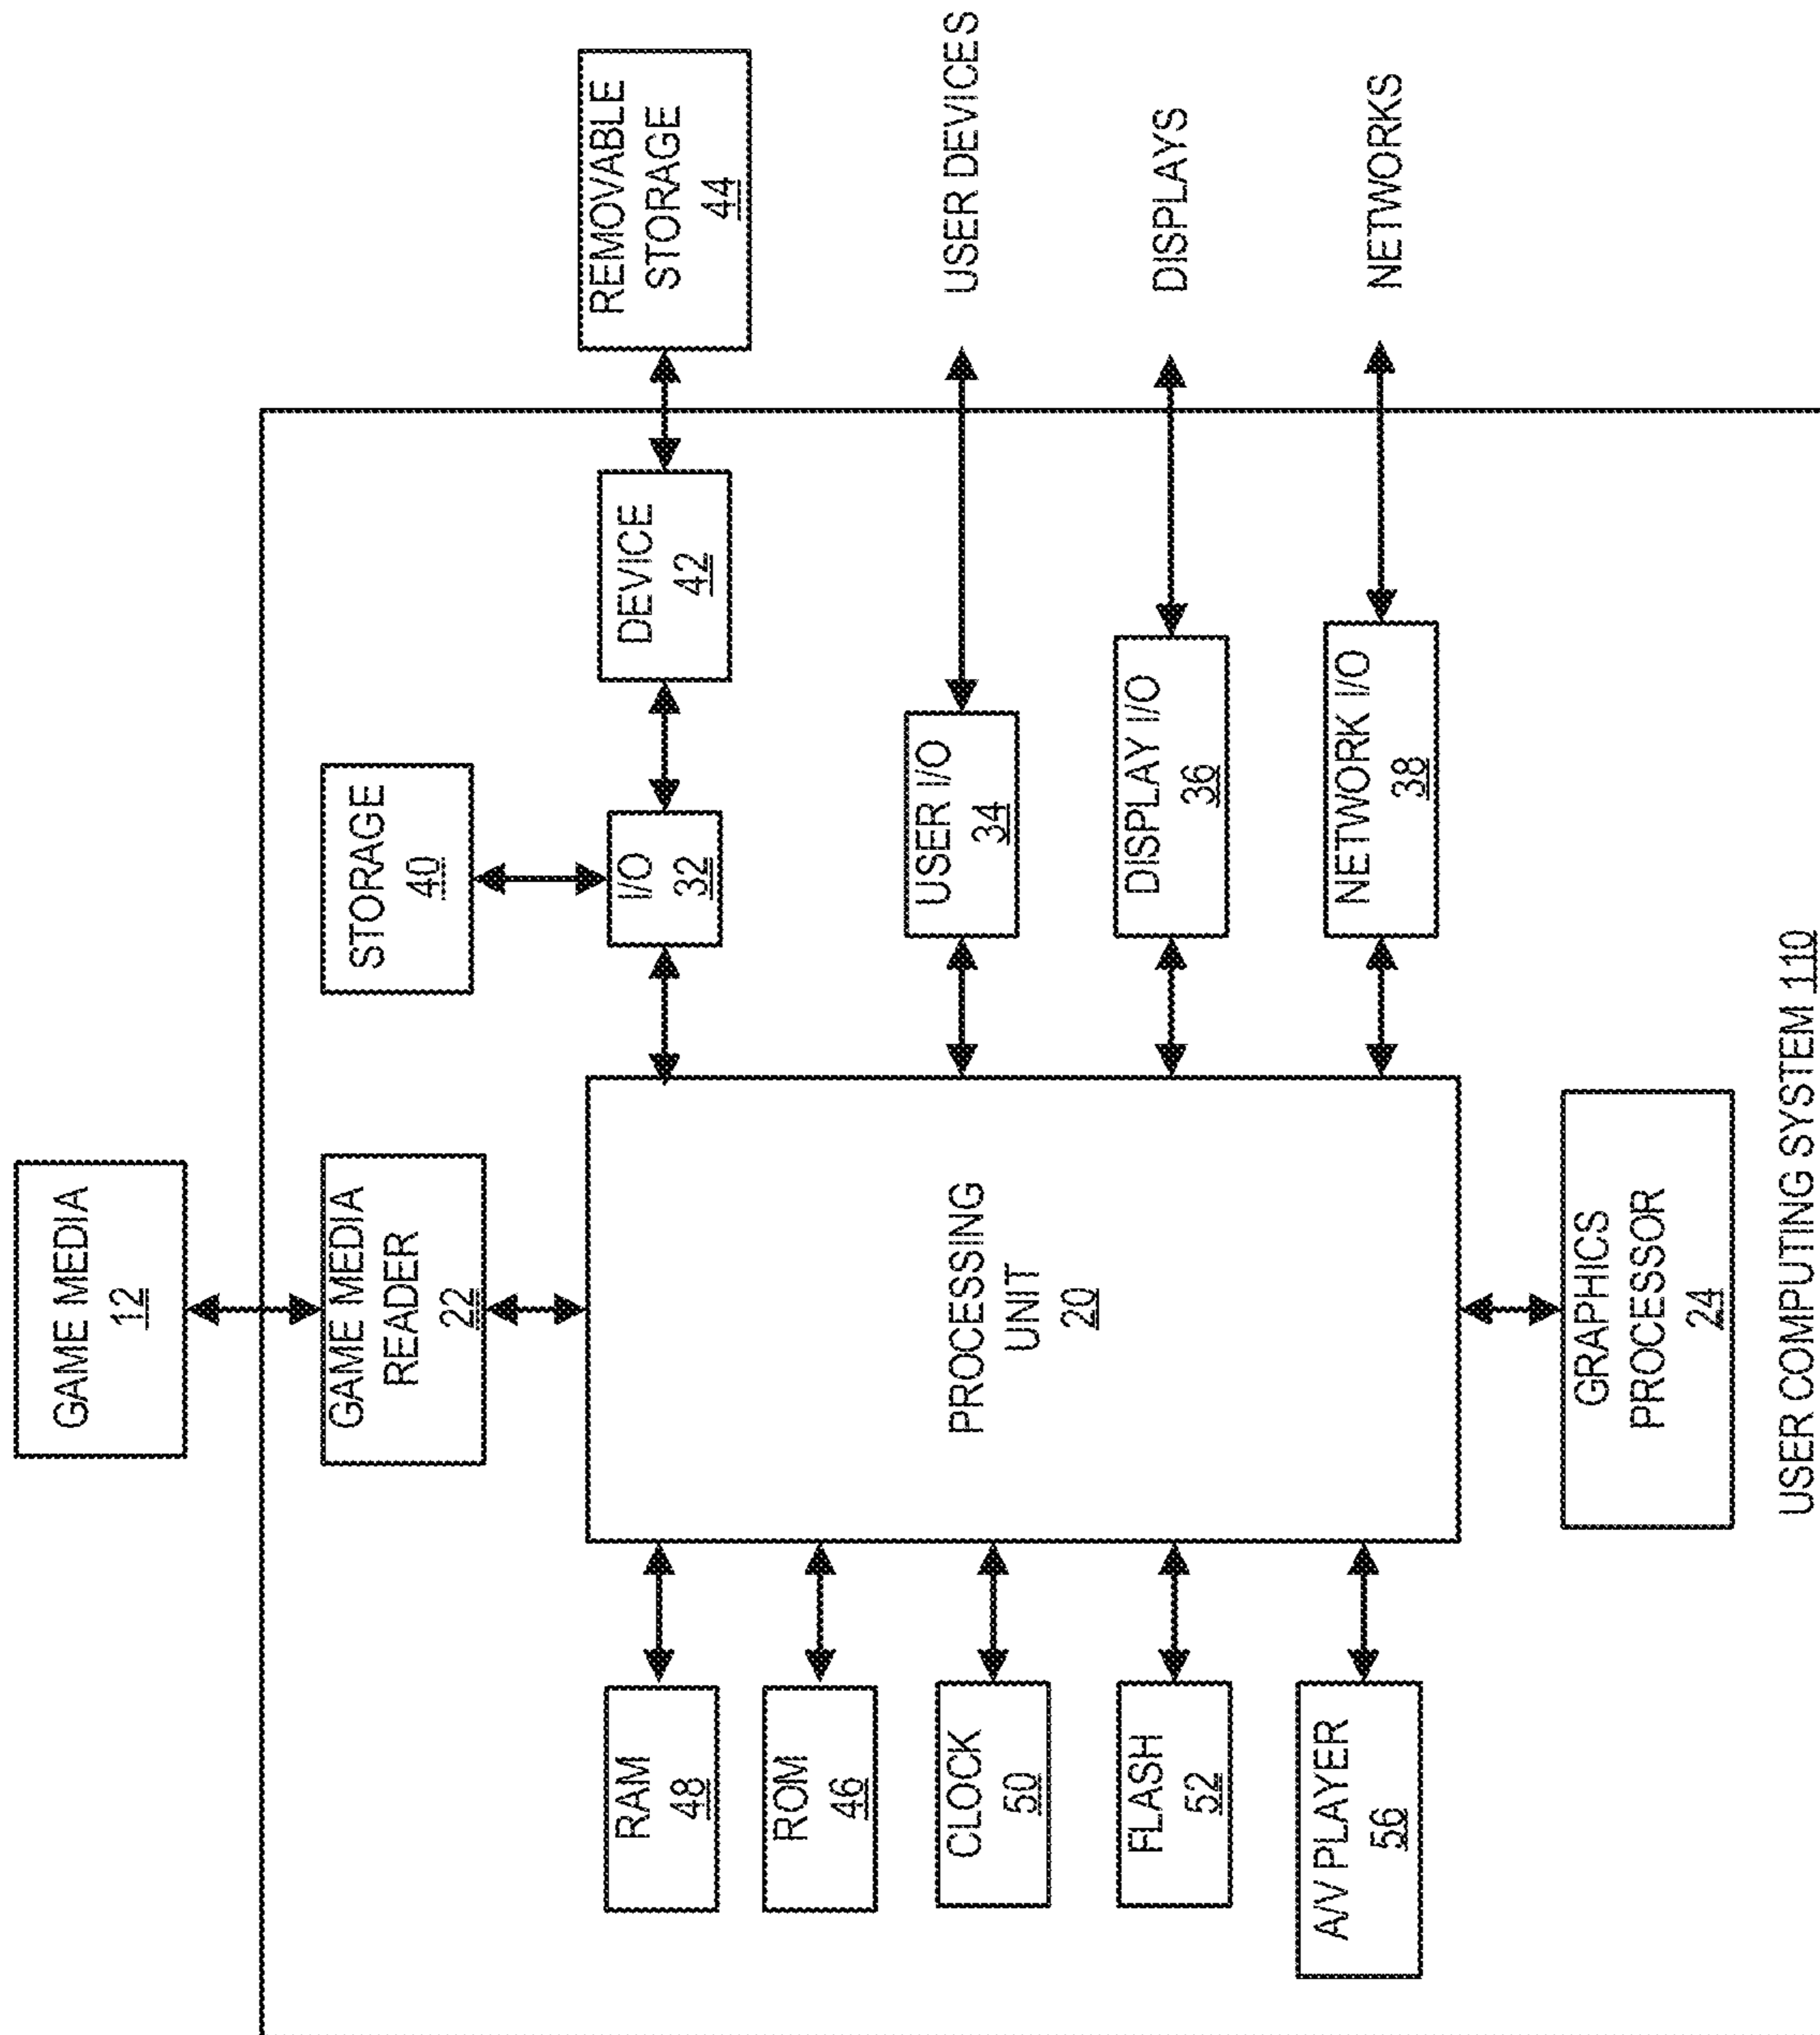 GAME MEDIA
12
GAME MEDIA
READER
22
STORAGE
40
I/O
32
DEVICE
42
REMOVABLE
STORAGE
44
RAM
48
ROM
46
CLOCK
50
FLASH
52
A/V PLAYER
56
PROCESSING
UNIT
20
USER I/O
34
USER DEVICES
DISPLAY I/O
36
DISPLAYS
NETWORK I/O
38
NETWORKS
GRAPHICS
PROCESSOR
24
USER COMPUTING SYSTEM 110